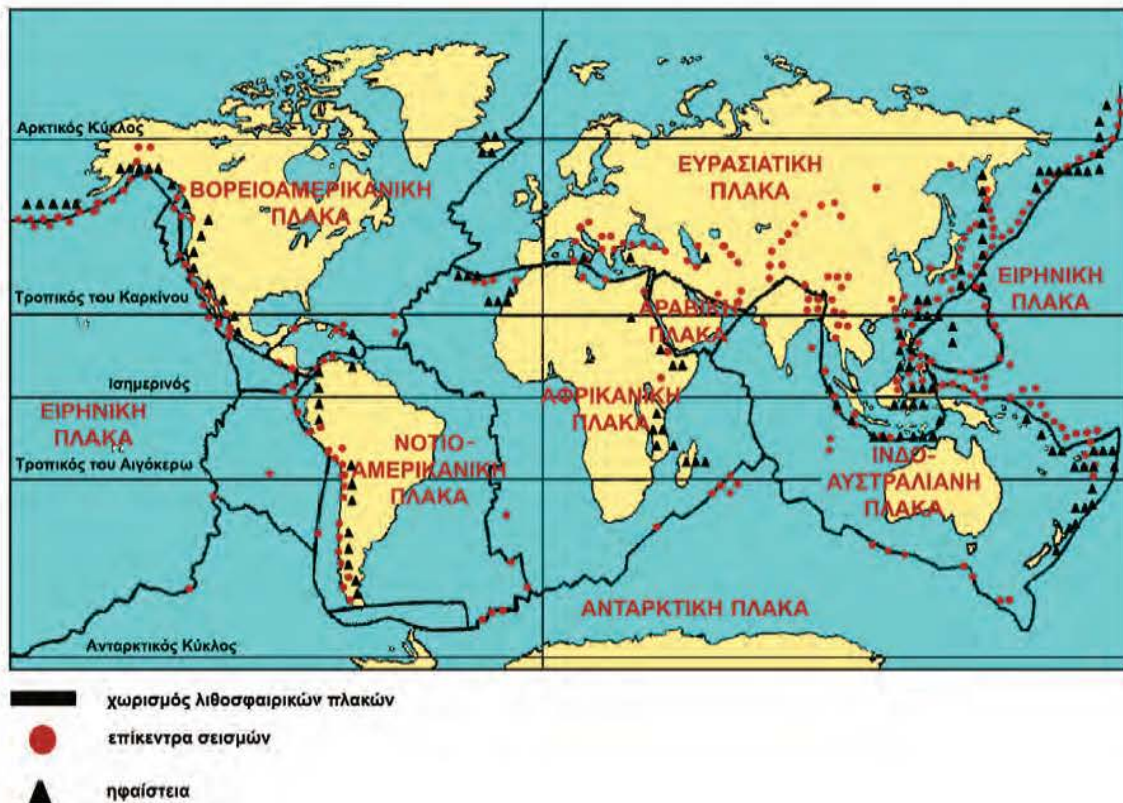 Αρκτικός Κύκλος
ΒΟΡΕΙΟΑΜΕΡΙΚΑΝΙΚΗ
ΠΛΑΚΑ
ΕΥΡΑΣΙΑΤΙΚΗ
ΠΛΑΚΑ
Τροπικός του Καρκίνου
ΕΙΡΗΝΙΚΗ
ΠΛΑΚΑ
ΑΡΑΒΙΚΗ
ΠΛΑΚΑ
Ισημερινός
ΕΙΡΗΝΙΚΗ
ΠΛΑΚΑ
ΑΦΡΙΚΑΝΙΚΗ
ΠΛΑΚΑ
ΝΟΤΙΟ-
ΑΜΕΡΙΚΑΝΙΚΗ
ΠΛΑΚΑ
Τροπικός του Αιγόκερω
ΙΝΔΟ-
ΑΥΣΤΡΑΛΙΑΝΗ
ΠΛΑΚΑ
ΑΝΤΑΡΚΤΙΚΗ ΠΛΑΚΑ
Ανταρκτικός Κύκλος
χωρισμός λιθοσφαιρικών πλακών
επίκεντρα σεισμών
ηφαίστεια